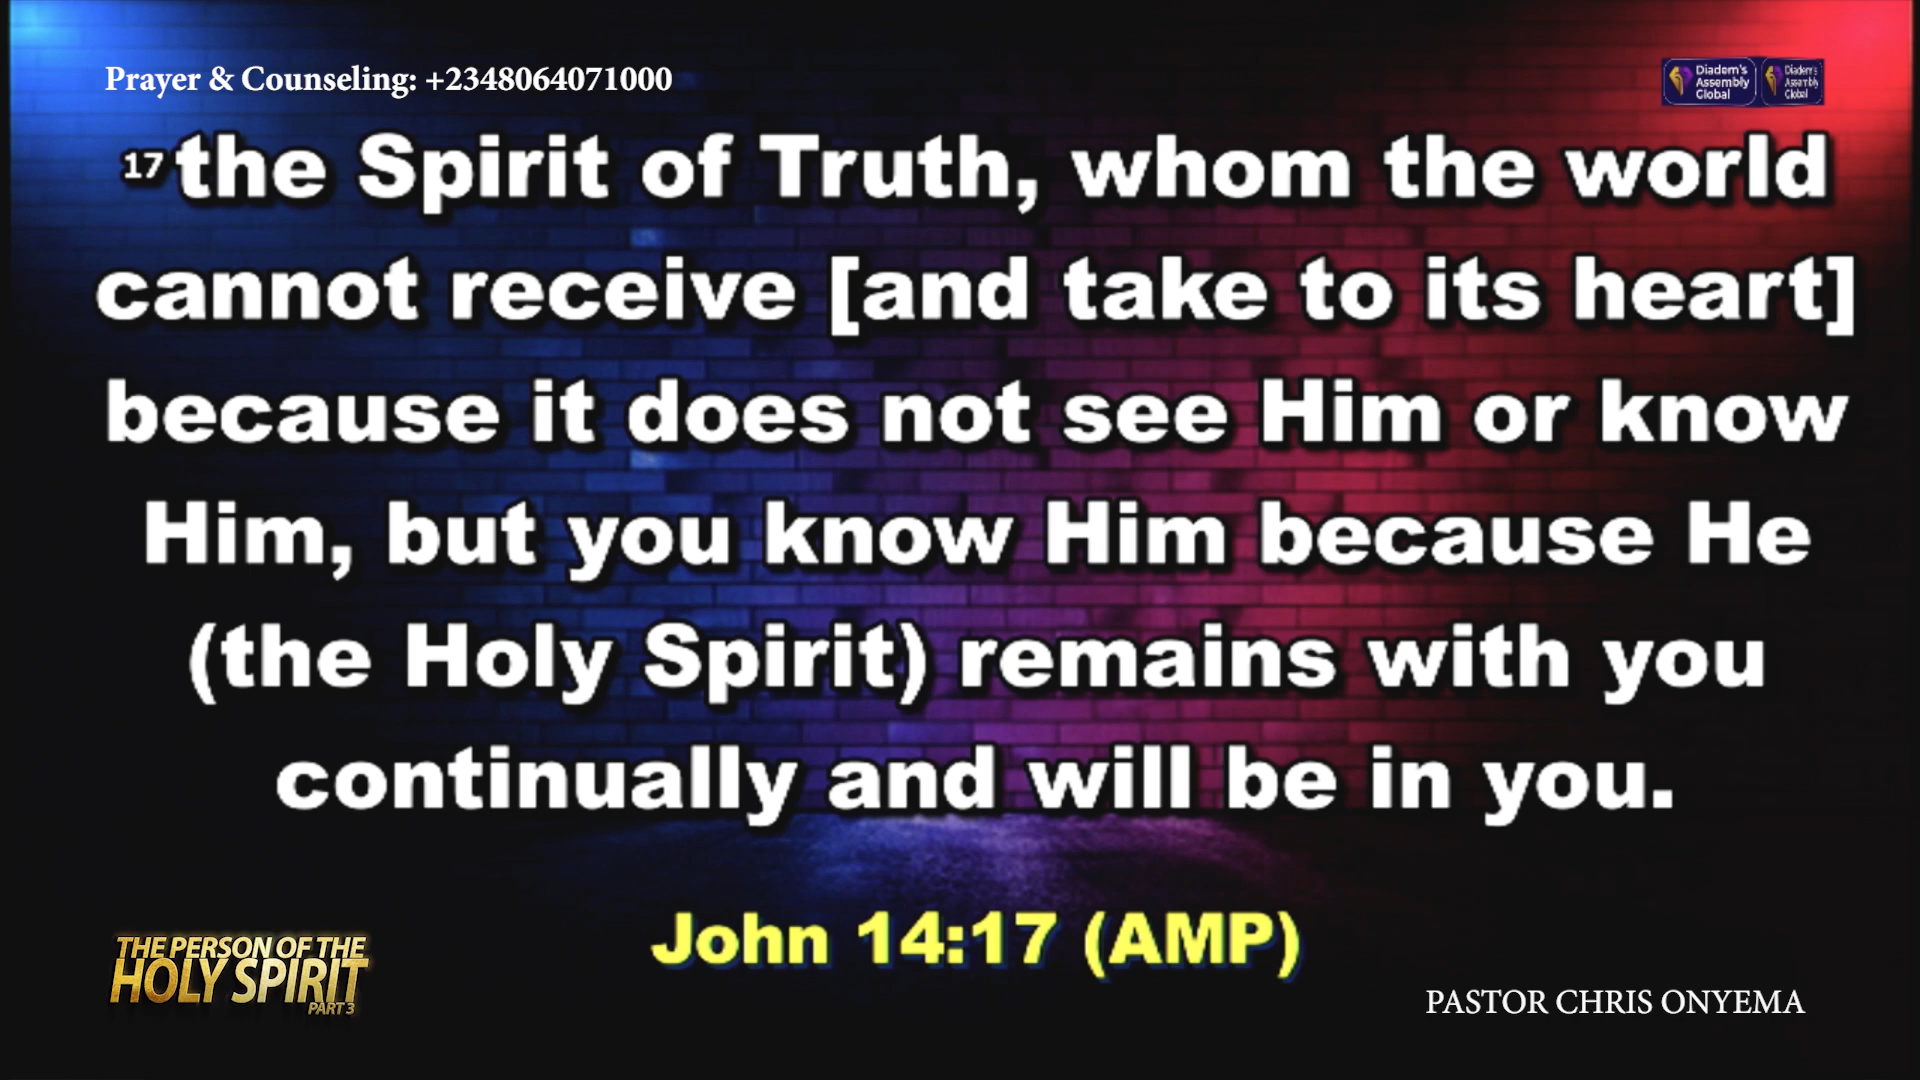 Prayer & Counseling: +2348064071000
Diadem's
Assembly
Global
Diadem's
Assembly
Global
17 the Spirit of Truth, whom the world
cannot receive [and take to its heart]
because it does not see Him or know
Him, but you know Him because He
(the Holy Spirit) remains with you
continually and will be in you.
John 14:17 (AMP)
THE PERSON OF THE
HOLY SPIRIT
PART 3
PASTOR CHRIS ONYEMA